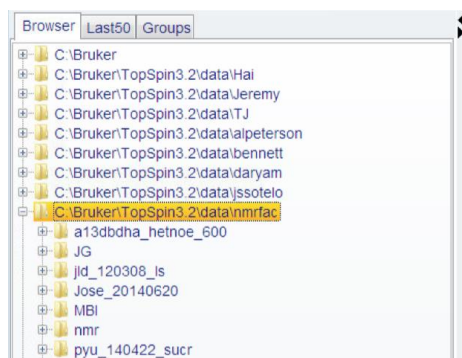 Browser Last50 Groups
C:\Bruker
C:\Bruker\TopSpin3.2\data\Hai
C:\Bruker\TopSpin3.2\data\Jeremy
C:\Bruker\TopSpin3.2\data\TJ
C:\Bruker\TopSpin3.2\data\alpeterson
C:\Bruker\TopSpin3.2\data\bennett
C:\Bruker\TopSpin3.2\data\daryam
C:\Bruker\TopSpin3.2\data\jssotelo
C:\Bruker\TopSpin3.2\data\nmrfac
a13dbdha_hetnoe_600
JG
jld_120308_ls
Jose_20140620
MBI
nmr
pyu_140422_sucr